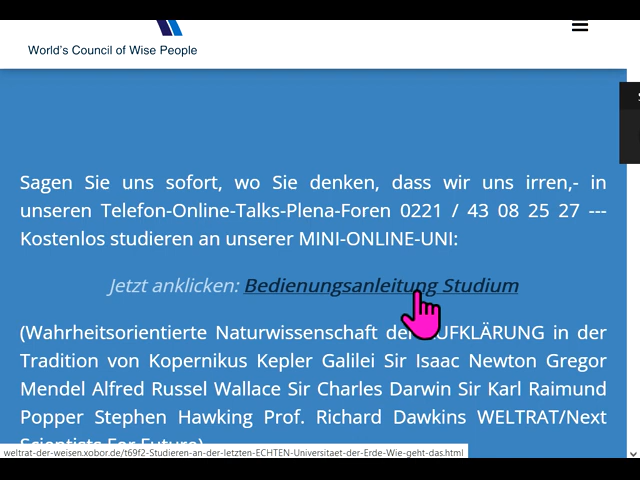 World's Council of Wise People
Sagen Sie uns sofort, wo Sie denken, dass wir uns irren,- in
unseren Telefon-Online-Talks-Plena-Foren 0221 / 43 08 25 27 ---
Kostenlos studieren an unserer MINI-ONLINE-UNI:
Jetzt anklicken: Bedienungsanleitung Studium
(Wahrheitsorientierte Naturwissenschaft der AUFKLÄRUNG in der
Tradition von Kopernikus Kepler Galilei Sir Isaac Newton Gregor
Mendel Alfred Russel Wallace Sir Charles Darwin Sir Karl Raimund
Popper Stephen Hawking Prof. Richard Dawkins WELTRAT/Next
Scientists For Future)
weltrat-der-weisen.xobor.de/t69f2-Studieren-an-der-letzten-ECHTEN-Universitaet-der-Erde-Wie-geht-das.html